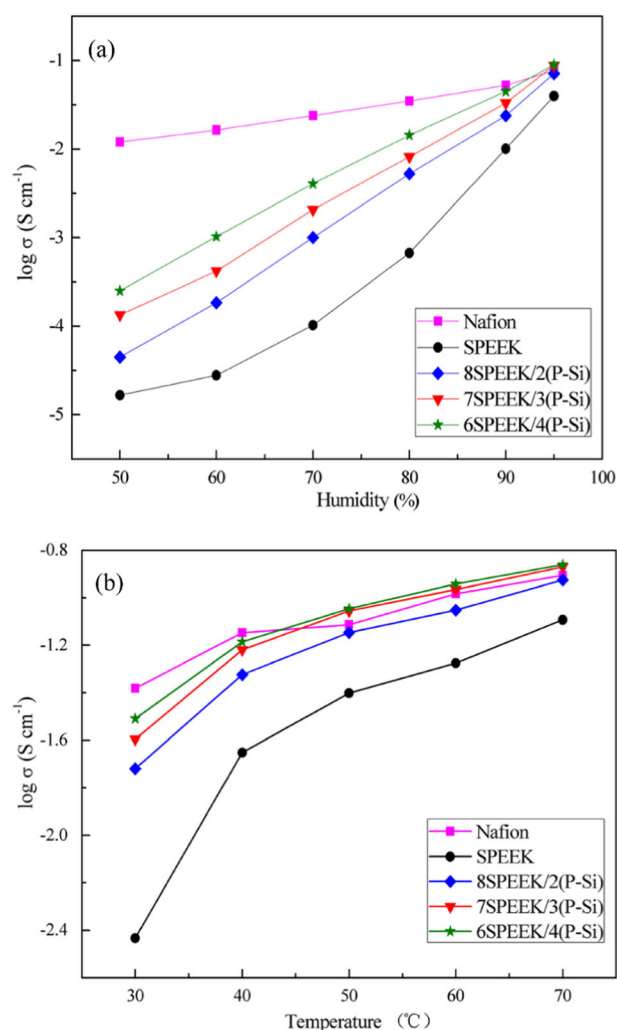 (a)
-1
-2
-3
-4
-5
log σ (S cm⁻¹)
Nafion
SPEEK
8SPEEK/2(P-Si)
7SPEEK/3(P-Si)
6SPEEK/4(P-Si)
50 60 70 80 90 100
Humidity (%)
(b)
-0.8
-1.2
-1.6
-2.0
-2.4
log σ (S cm⁻¹)
Nafion
SPEEK
8SPEEK/2(P-Si)
7SPEEK/3(P-Si)
6SPEEK/4(P-Si)
30 40 50 60 70
Temperature （℃）